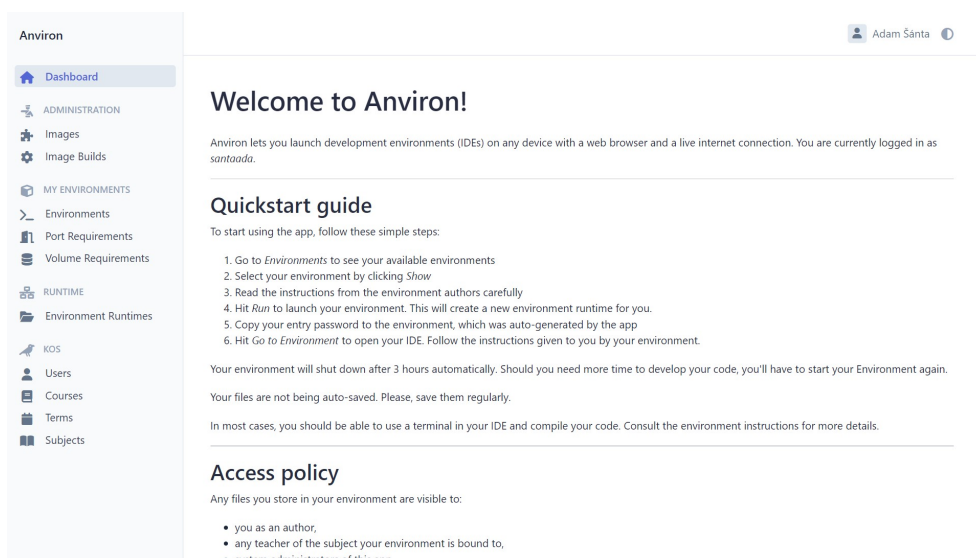 Anviron
Adam Šánta
Dashboard
ADMINISTRATION
Images
Image Builds
MY ENVIRONMENTS
Environments
Port Requirements
Volume Requirements
RUNTIME
Environment Runtimes
KOS
Users
Courses
Terms
Subjects
Welcome to Anviron!
Anviron lets you launch development environments (IDEs) on any device with a web browser and a live internet connection. You are currently logged in as
santaada.
Quickstart guide
To start using the app, follow these simple steps:
1. Go to Environments to see your available environments
2. Select your environment by clicking Show
3. Read the instructions from the environment authors carefully
4. Hit Run to launch your environment. This will create a new environment runtime for you.
5. Copy your entry password to the environment, which was auto-generated by the app
6. Hit Go to Environment to open your IDE. Follow the instructions given to you by your environment.
Your environment will shut down after 3 hours automatically. Should you need more time to develop your code, you'll have to start your Environment again.
Your files are not being auto-saved. Please, save them regularly.
In most cases, you should be able to use a terminal in your IDE and compile your code. Consult the environment instructions for more details.
Access policy
Any files you store in your environment are visible to:
• you as an author,
• any teacher of the subject your environment is bound to,